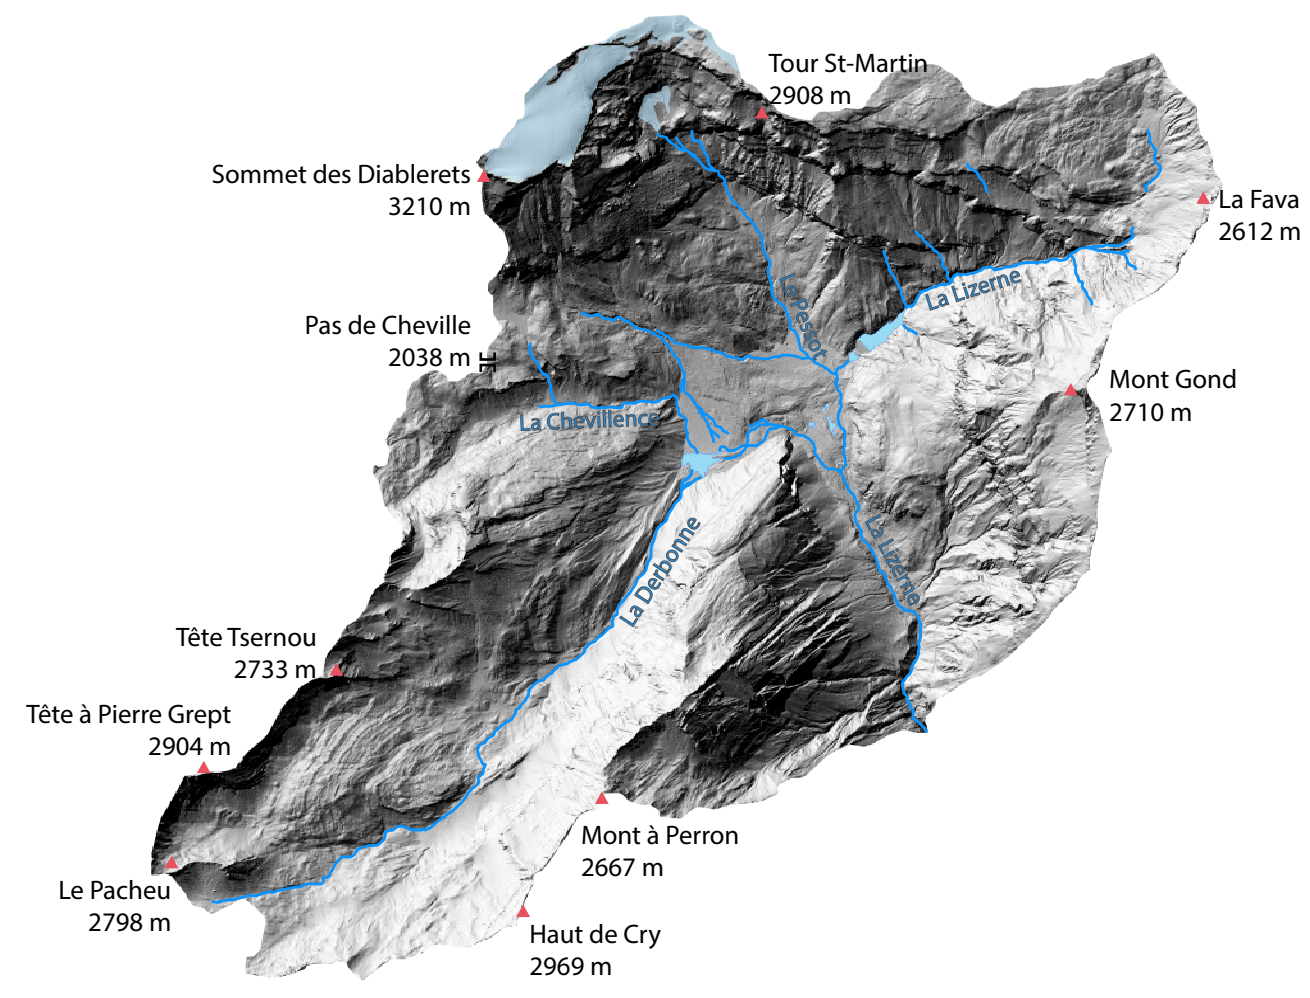 Tour St-Martin
2908 m
Sommet des Diablerets
3210 m
La Fava
2612 m
Le Pessot
La Lizerne
Pas de Cheville
2038 m
Mont Gond
2710 m
La Chevillence
La Lizerne
La Derbonne
Tête Tsernou
2733 m
Tête à Pierre Grept
2904 m
Mont à Perron
2667 m
Le Pacheu
2798 m
Haut de Cry
2969 m